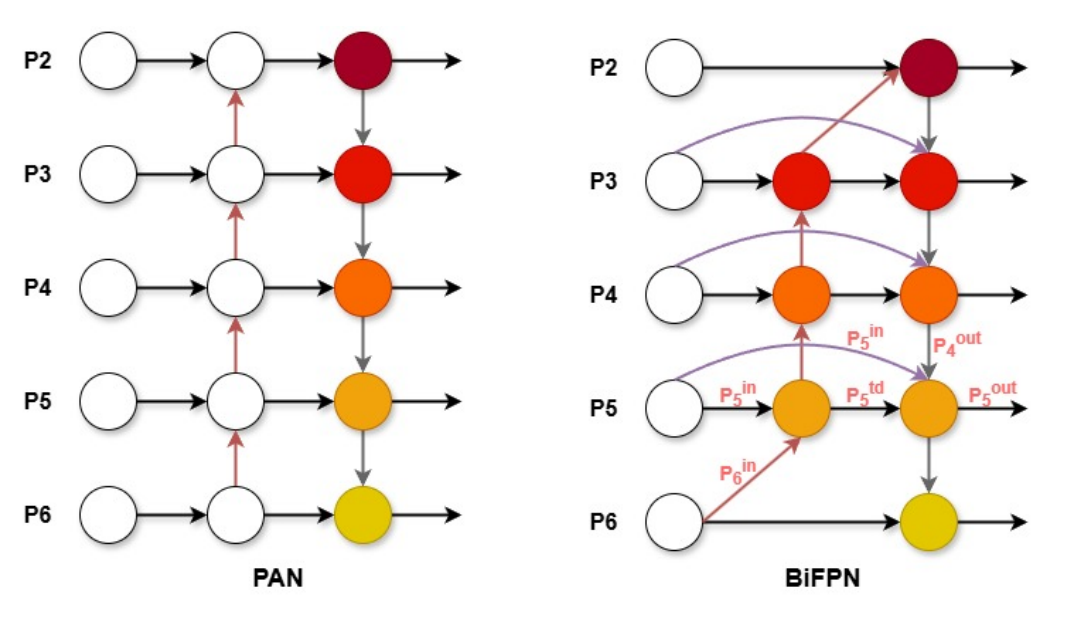 P2
P3
P4
P5
P6
PAN
P2
P3
P4
P5
P6
P₅ⁱⁿ
P₄ᵒᵘᵗ
P₅ⁱⁿ
P₅ᵗᵈ
P₅ᵒᵘᵗ
P₆ⁱⁿ
BiFPN